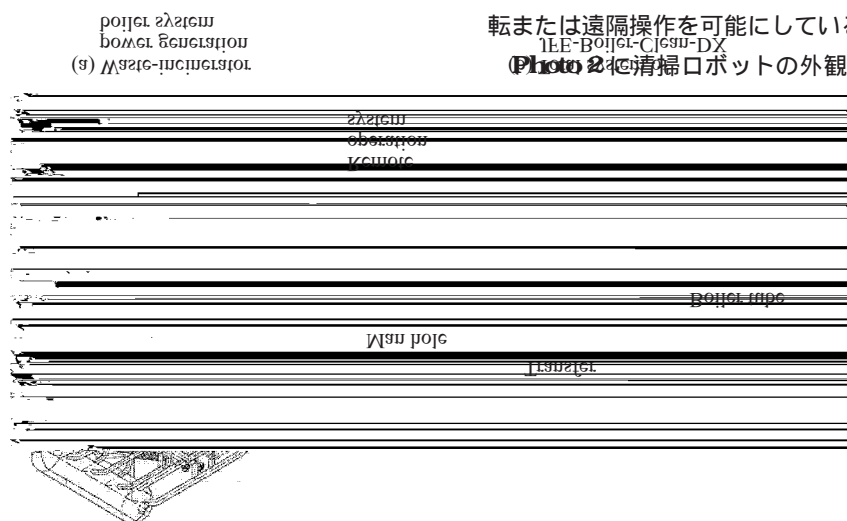 boiler system
power generation
(a) Waste-incinerator
転または遠隔操作を可能にしている
JFE-Boiler-Clean-DX
Photo 2 に清掃ロボットの外観
system
operation
Remote
Boiler tube
Man hole
Transfer